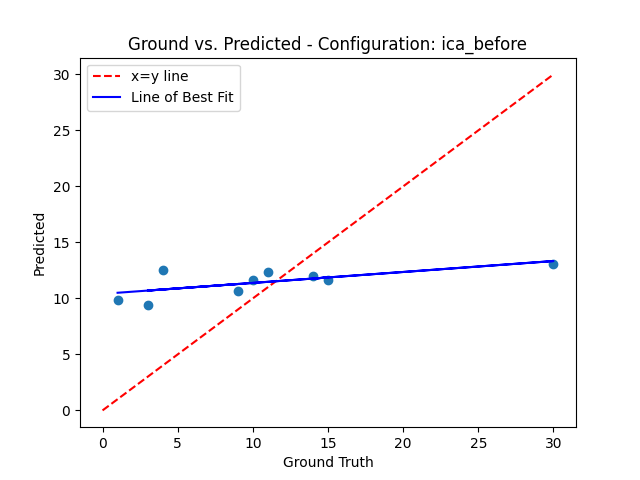 Ground vs. Predicted - Configuration: ica_before
x=y line
Line of Best Fit
30
25
20
15
10
5
0
Predicted
0 5 10 15 20 25 30
Ground Truth